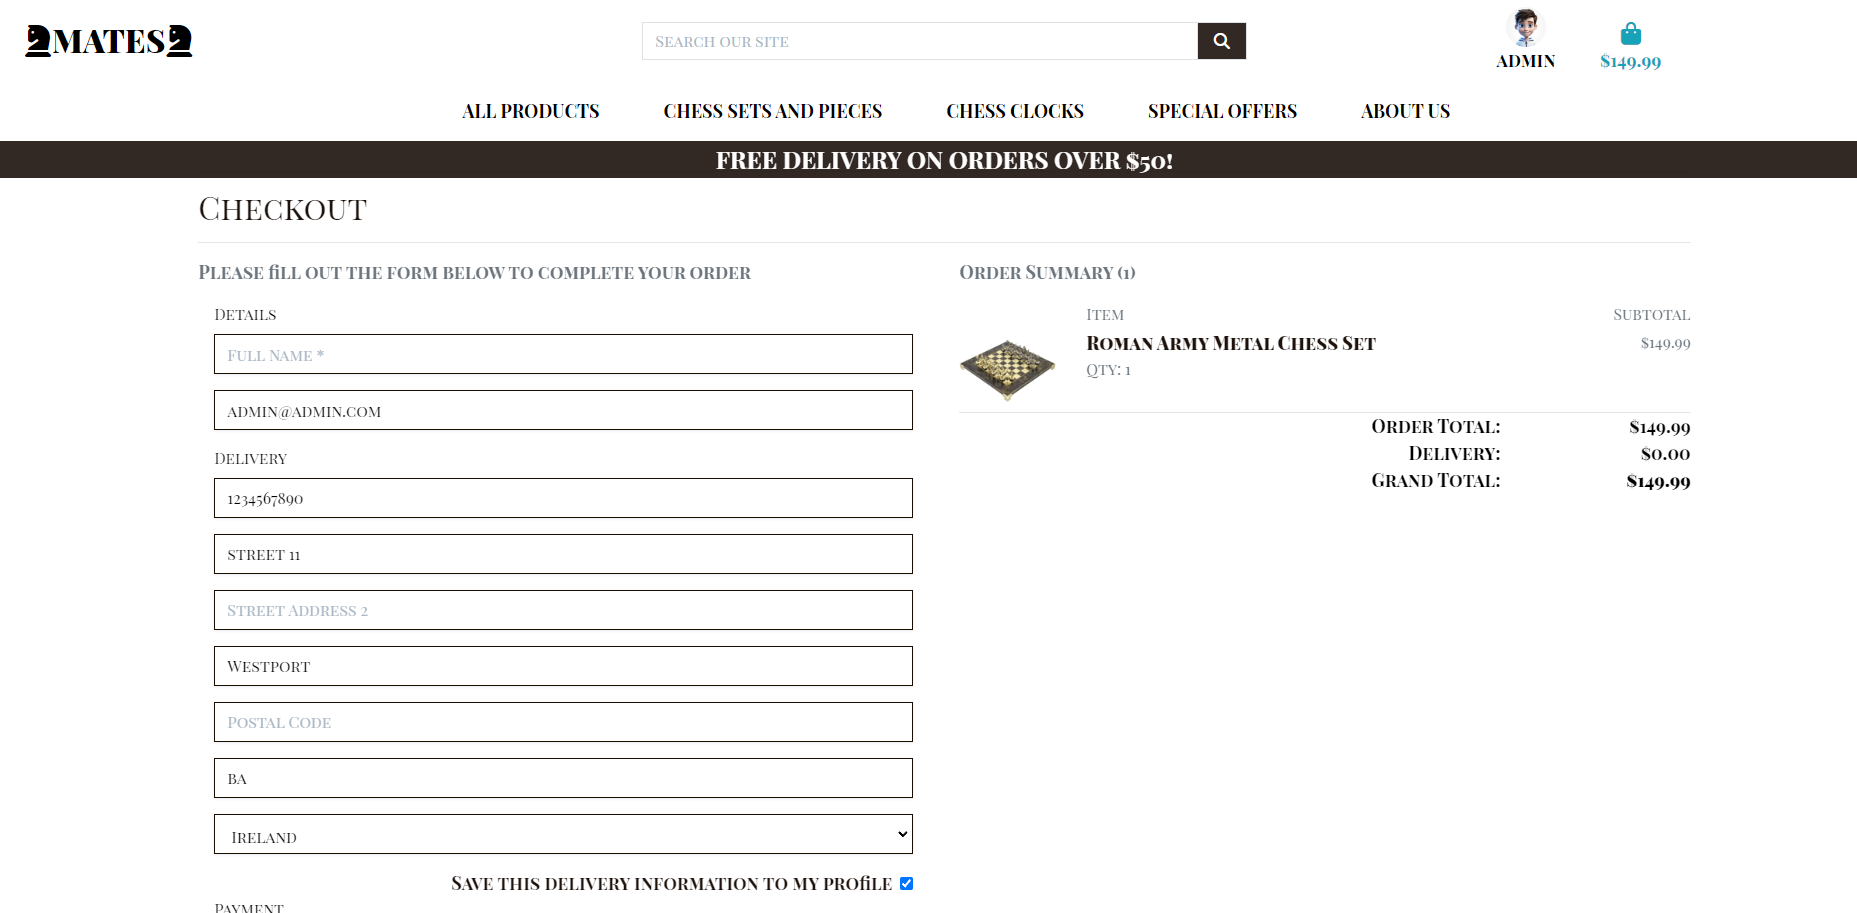 MATES
Search our site
ADMIN
$149.99
ALL PRODUCTS
CHESS SETS AND PIECES
CHESS CLOCKS
SPECIAL OFFERS
ABOUT US
FREE DELIVERY ON ORDERS OVER $50!
Checkout
Please fill out the form below to complete your order
Details
Full Name *
admin@admin.com
Delivery
1234567890
street 11
Street Address 2
Westport
Postal Code
ba
Ireland
Save this delivery information to my profile
Payment
Order Summary (1)
Item
Subtotal
Roman Army Metal Chess Set
$149.99
Qty: 1
Order Total: $149.99
Delivery: $0.00
Grand Total: $149.99